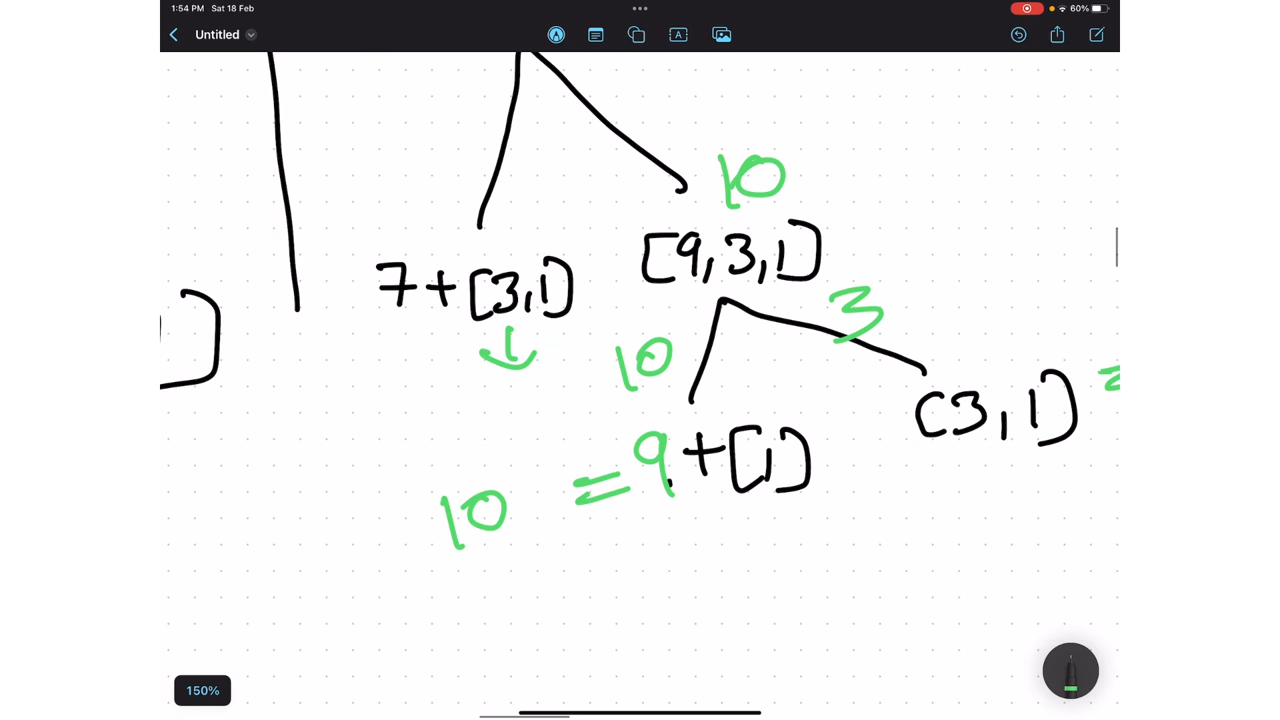 1:54 PM Sat 18 Feb
60%
Untitled
A
10
[9,3,1]
7+[3,1]
3
10
[3,1] =
10 = 9+[1]
150%